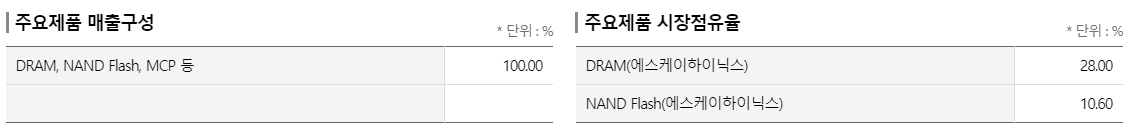 주요제품 매출구성
* 단위 : %
DRAM, NAND Flash, MCP 등 100.00
주요제품 시장점유율
* 단위 : %
DRAM(에스케이하이닉스) 28.00
NAND Flash(에스케이하이닉스) 10.60